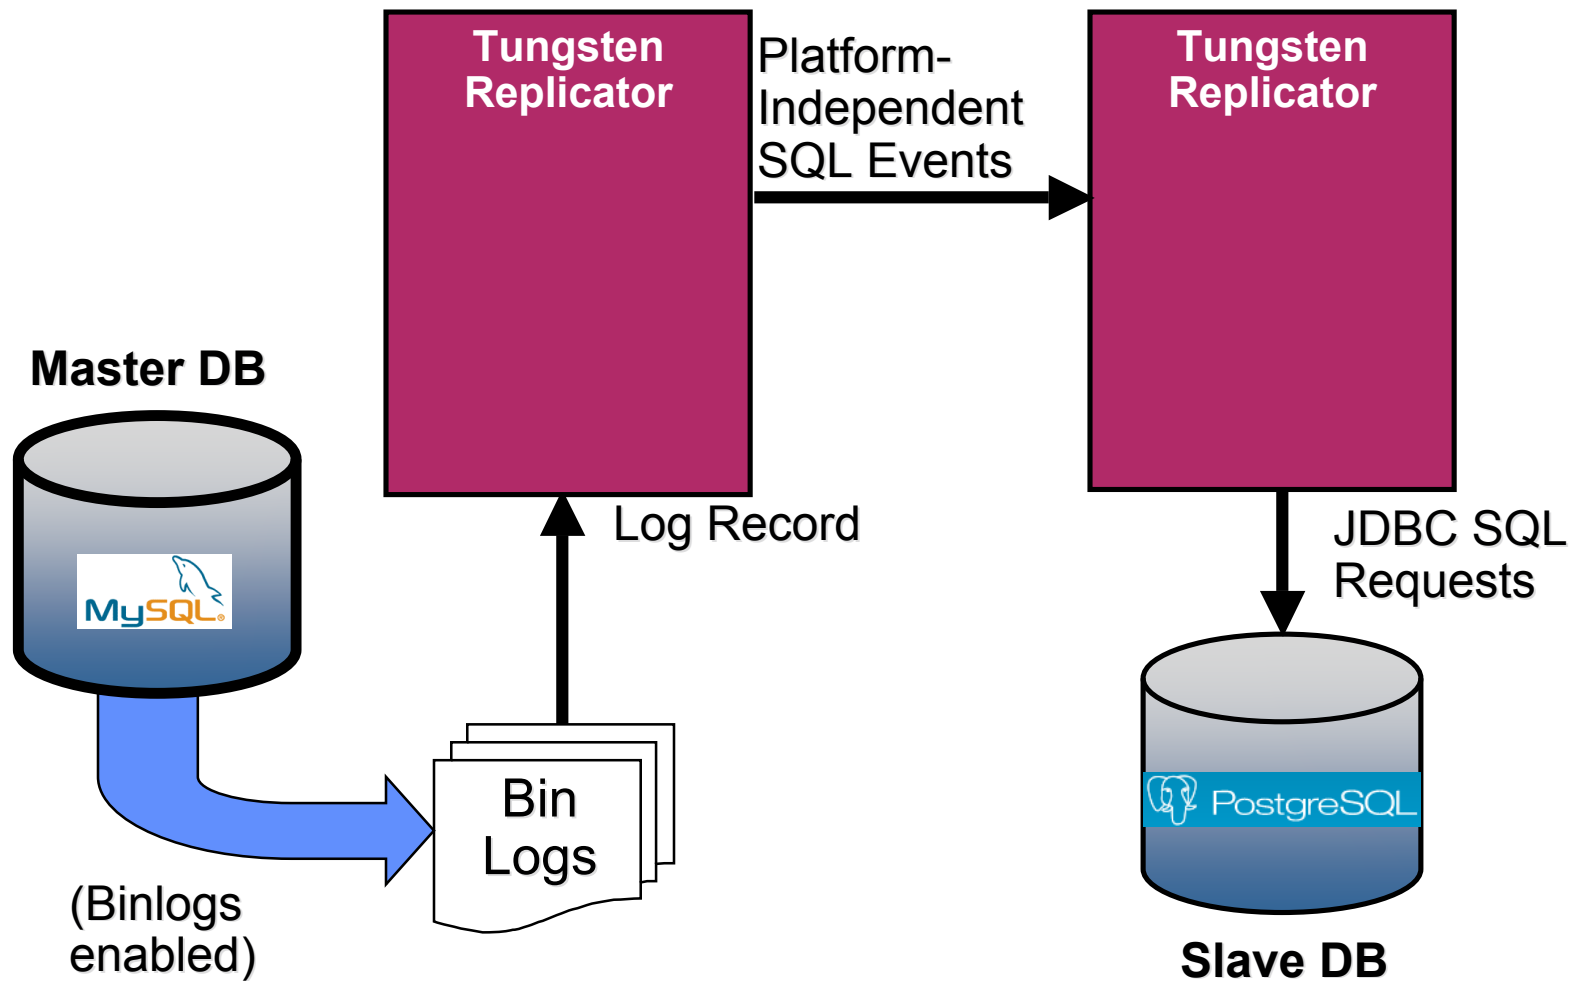 Tungsten
Replicator
Platform-
Independent
SQL Events
Tungsten
Replicator
Master DB
MySQL®
Log Record
JDBC SQL
Requests
Bin
Logs
(Binlogs
enabled)
PostgreSQL
Slave DB